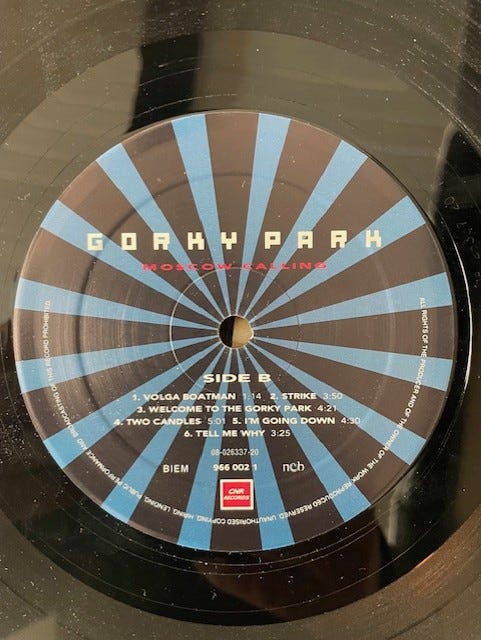 GORKY PARK
MOSCOW CALLING
SIDE B
1. VOLGA BOATMAN 1:14 2. STRIKE 3:50
3. WELCOME TO THE GORKY PARK 4:21
4. TWO CANDLES 5:01 5. I'M GOING DOWN 4:30
6. TELL ME WHY 3:25
08-026337-20
BIEM 966 002 1 ncb
CNR
RECORDS
ALL RIGHTS OF THE PRODUCER AND OF THE OWNER OF THE WORK REPRODUCED RESERVED. UNAUTHORISED COPYING, HIRING, LENDING, PUBLIC PERFORMANCE AND BROADCASTING OF THIS RECORD PROHIBITED.